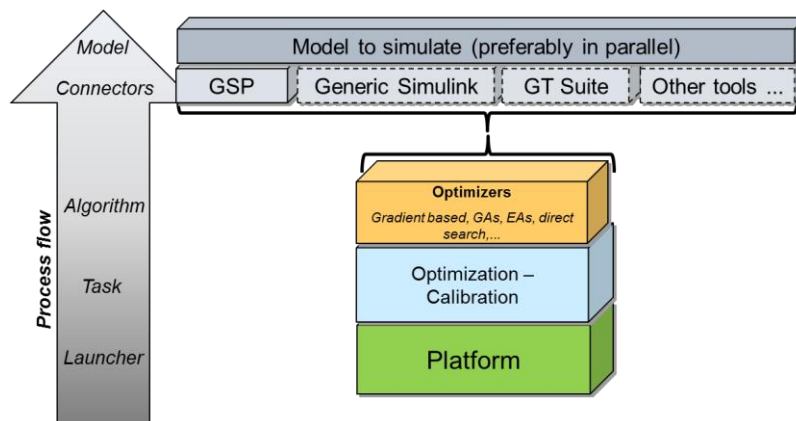 Model
Model to simulate (preferably in parallel)
Connectors
GSP
Generic Simulink
GT Suite
Other tools ...
Process flow
Algorithm
Optimizers
Gradient based, GAs, EAs, direct
search,...
Task
Optimization –
Calibration
Launcher
Platform